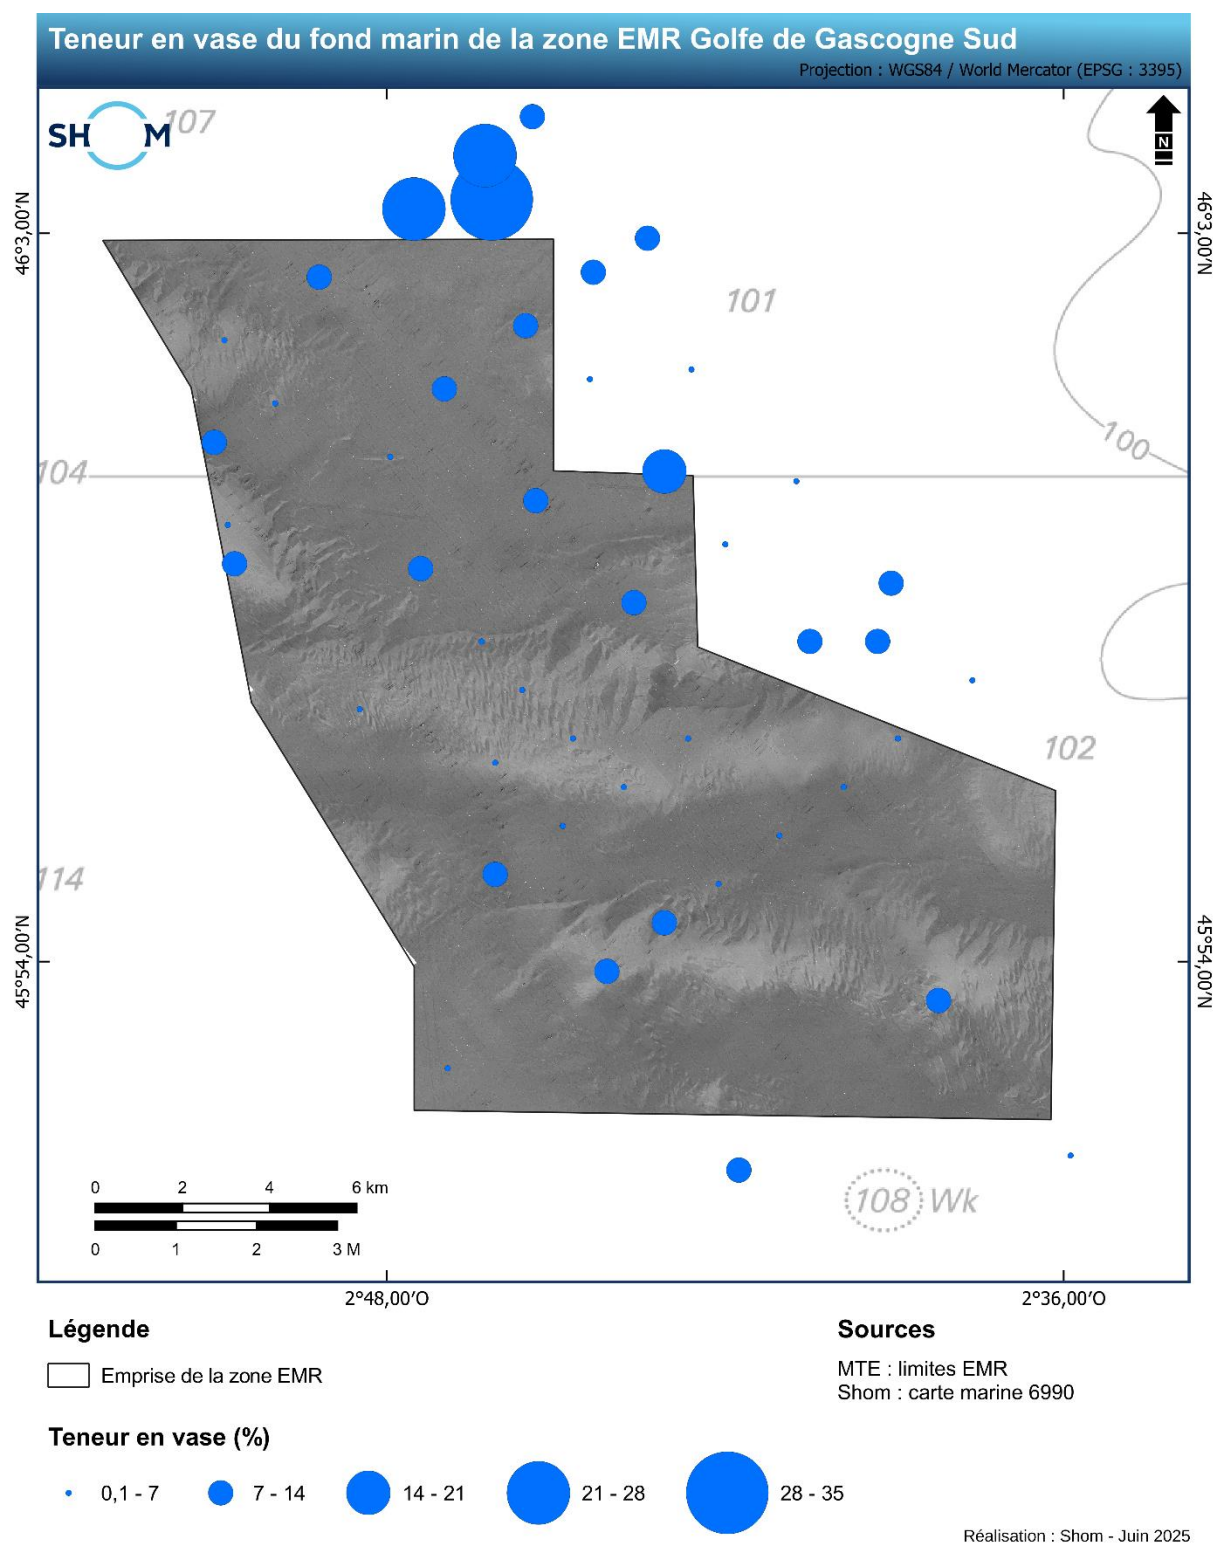 Teneur en vase du fond marin de la zone EMR Golfe de Gascogne Sud
Projection : WGS84 / World Mercator (EPSG : 3395)
SHOM
107
N
46°3,00'N
46°3,00'N
101
100
104
102
114
45°54,00'N
45°54,00'N
0 2 4 6 km
0 1 2 3 M
108 Wk
2°48,00'O
2°36,00'O
Légende
Emprise de la zone EMR
Sources
MTE : limites EMR
Shom : carte marine 6990
Teneur en vase (%)
0,1 - 7
7 - 14
14 - 21
21 - 28
28 - 35
Réalisation : Shom - Juin 2025